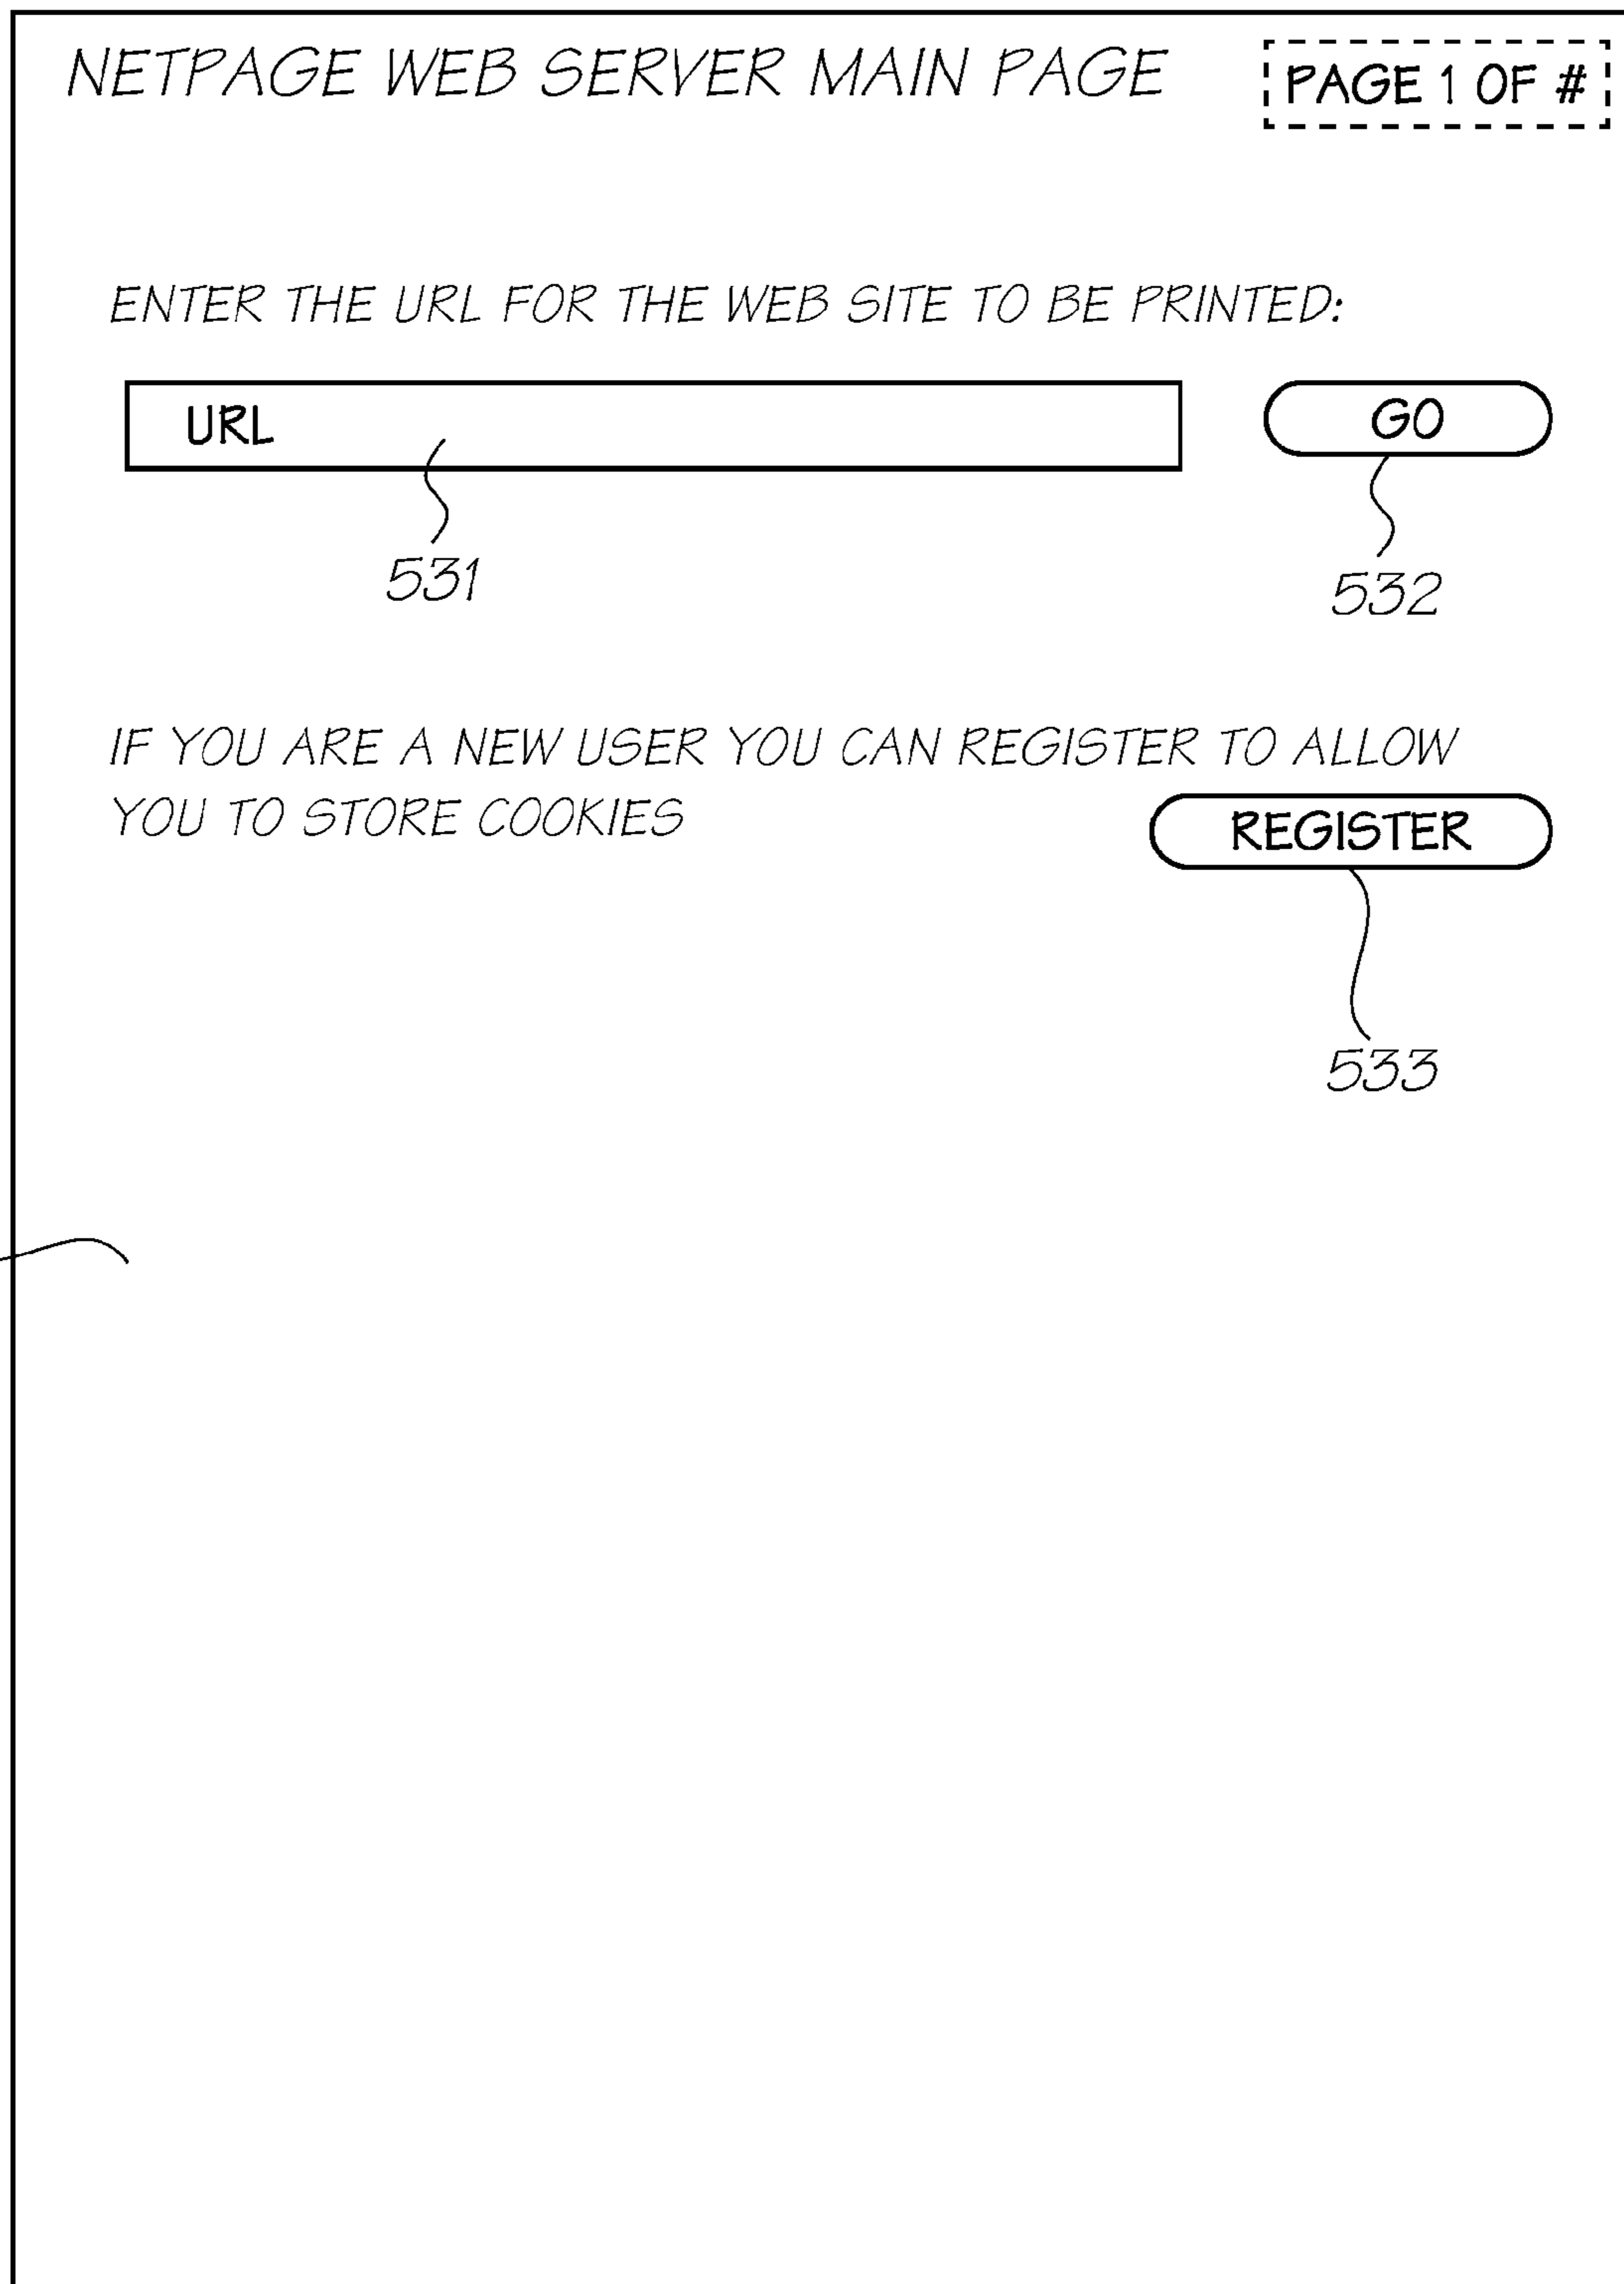 NETPAGE WEB SERVER MAIN PAGE
PAGE 1 OF #
ENTER THE URL FOR THE WEB SITE TO BE PRINTED:
URL
GO
531
532
IF YOU ARE A NEW USER YOU CAN REGISTER TO ALLOW
YOU TO STORE COOKIES
REGISTER
533